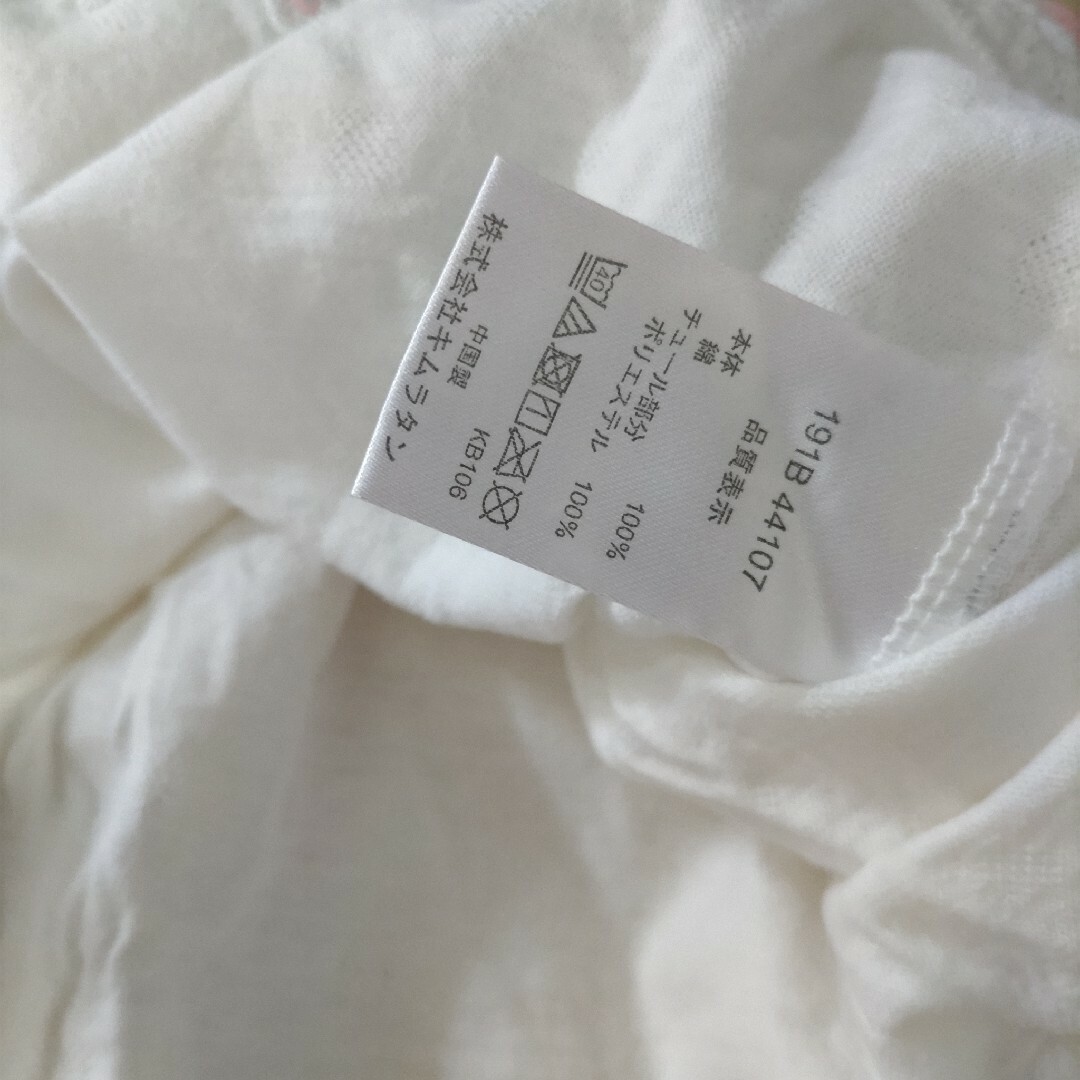 191B 44107
品質表示
本体
綿 100%
チュール部分
ポリエステル 100%
40
中国製 KB106
株式会社キムラタン